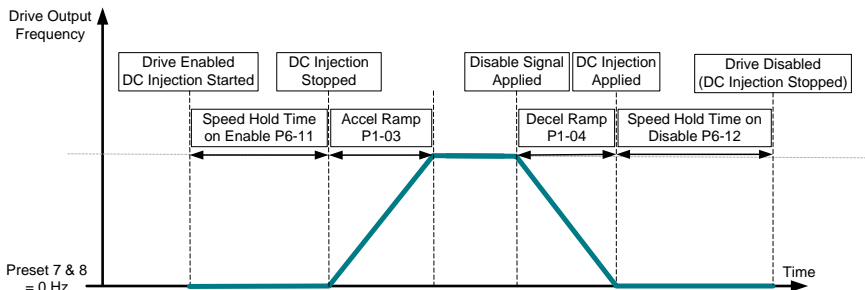 Drive Output
Frequency
Drive Enabled
DC Injection Started
DC Injection
Stopped
Disable Signal
Applied
DC Injection
Applied
Drive Disabled
(DC Injection Stopped)
Speed Hold Time
on Enable P6-11
Accel Ramp
P1-03
Decel Ramp
P1-04
Speed Hold Time on
Disable P6-12
Preset 7 & 8
= 0 Hz
Time